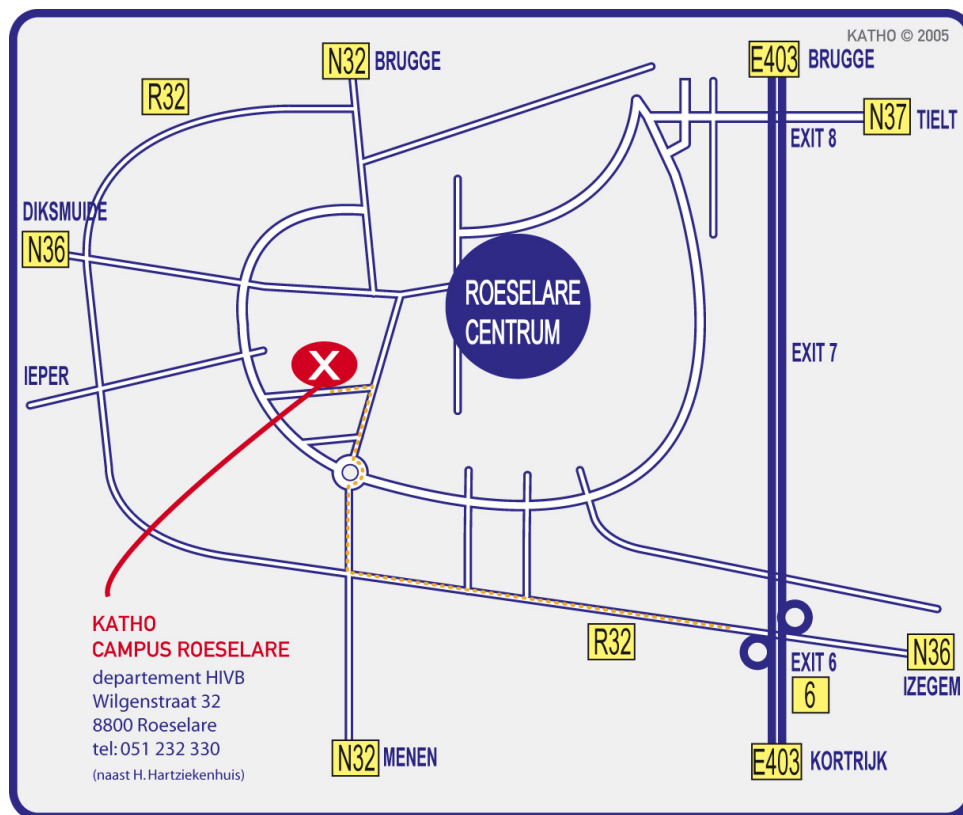 KATHO © 2005
N32 BRUGGE
E403 BRUGGE
R32
N37 TIELT
EXIT 8
DIKSMUIDE
N36
ROESELARE
CENTRUM
EXIT 7
X
IEPER
KATHO
CAMPUS ROESELARE
departement HIVB
Wilgenstraat 32
8800 Roeselare
tel: 051 232 330
(naast H. Hartziekenhuis)
R32
EXIT 6
6
N36
IZEGEM
N32 MENEN
E403 KORTRIJK